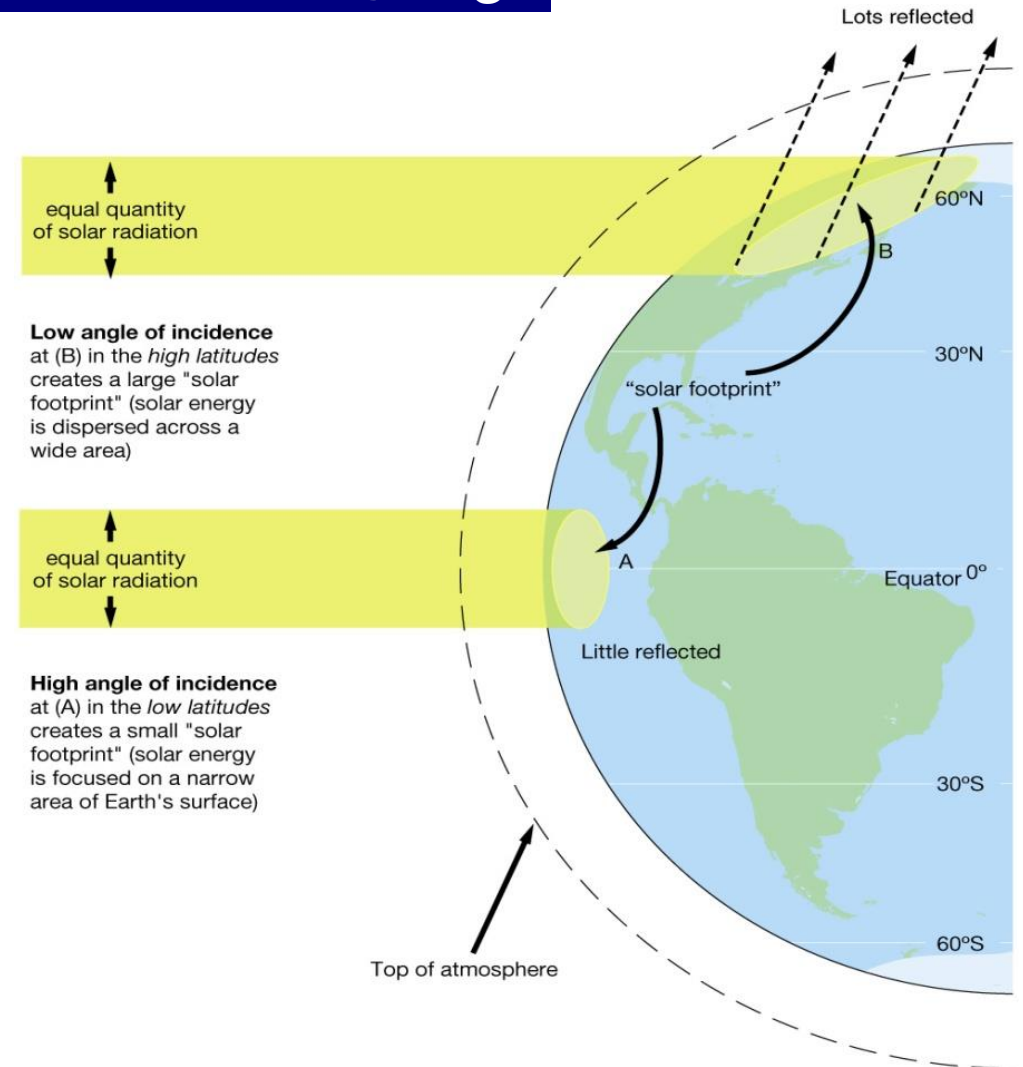 Lots reflected
equal quantity
of solar radiation
60ºN
B
Low angle of incidence
at (B) in the high latitudes
creates a large "solar
footprint" (solar energy
is dispersed across a
wide area)
30ºN
“solar footprint”
equal quantity
of solar radiation
A
Equator 0º
Little reflected
High angle of incidence
at (A) in the low latitudes
creates a small "solar
footprint" (solar energy
is focused on a narrow
area of Earth's surface)
30ºS
60ºS
Top of atmosphere